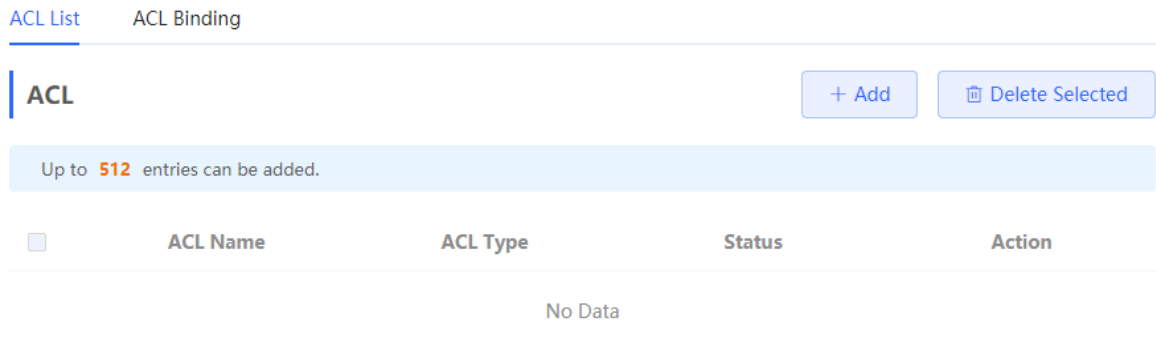 ACL List ACL Binding
ACL + Add Delete Selected
Up to 512 entries can be added.
ACL Name ACL Type Status Action
No Data